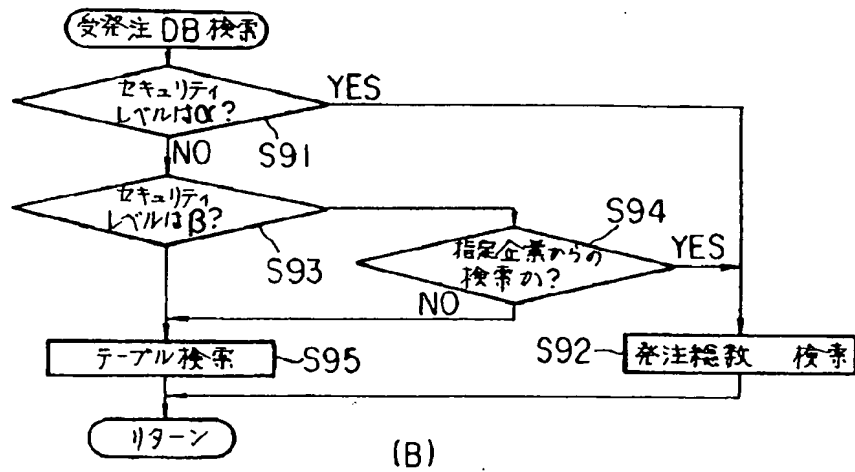 受発注DB検索
セキュリティ
レベルはα?
YES
S91
NO
セキュリティ
レベルはβ?
S93
S94
指定企業からの
検索か?
YES
NO
テーブル検索
S95
S92
発注総数 検索
リターン
(B)